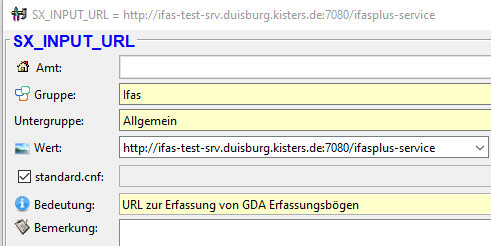 SX_INPUT_URL = http://ifas-test-srv.duisburg.kisters.de:7080/ifasplus-service
SX_INPUT_URL
Amt:
Gruppe: Ifas
Untergruppe: Allgemein
Wert: http://ifas-test-srv.duisburg.kisters.de:7080/ifasplus-service
standard.cnf:
Bedeutung: URL zur Erfassung von GDA Erfassungsbögen
Bemerkung: